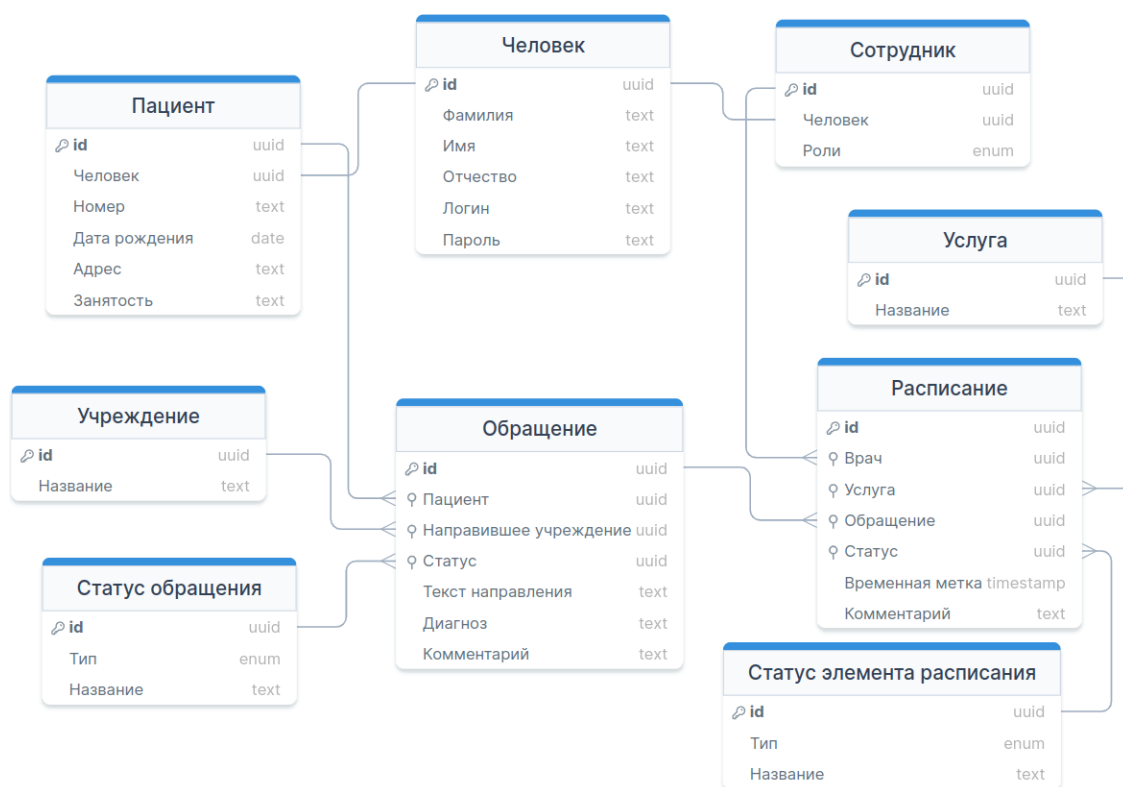 Человек
id uuid
Фамилия text
Имя text
Отчество text
Логин text
Пароль text
Сотрудник
id uuid
Человек uuid
Роли enum
Пациент
id uuid
Человек uuid
Номер text
Дата рождения date
Адрес text
Занятость text
Услуга
id uuid
Название text
Учреждение
id uuid
Название text
Обращение
id uuid
Пациент uuid
Направившее учреждение uuid
Статус uuid
Текст направления text
Диагноз text
Комментарий text
Расписание
id uuid
Врач uuid
Услуга uuid
Обращение uuid
Статус uuid
Временная метка timestamp
Комментарий text
Статус обращения
id uuid
Тип enum
Название text
Статус элемента расписания
id uuid
Тип enum
Название text